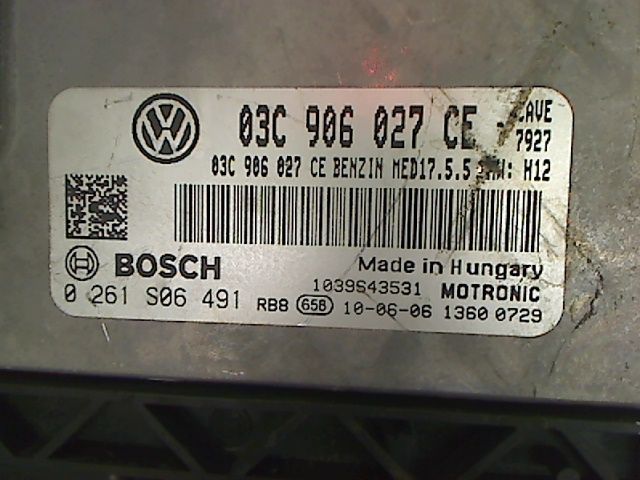 03C 906 027 CE
CAVE
7927
03C 906 027 CE BENZIN MED17.5.5 H12
BOSCH
Made in Hungary
1039S43531 MOTRONIC
0 261 S06 491 RB8 65B 10-06-06 1360 0729